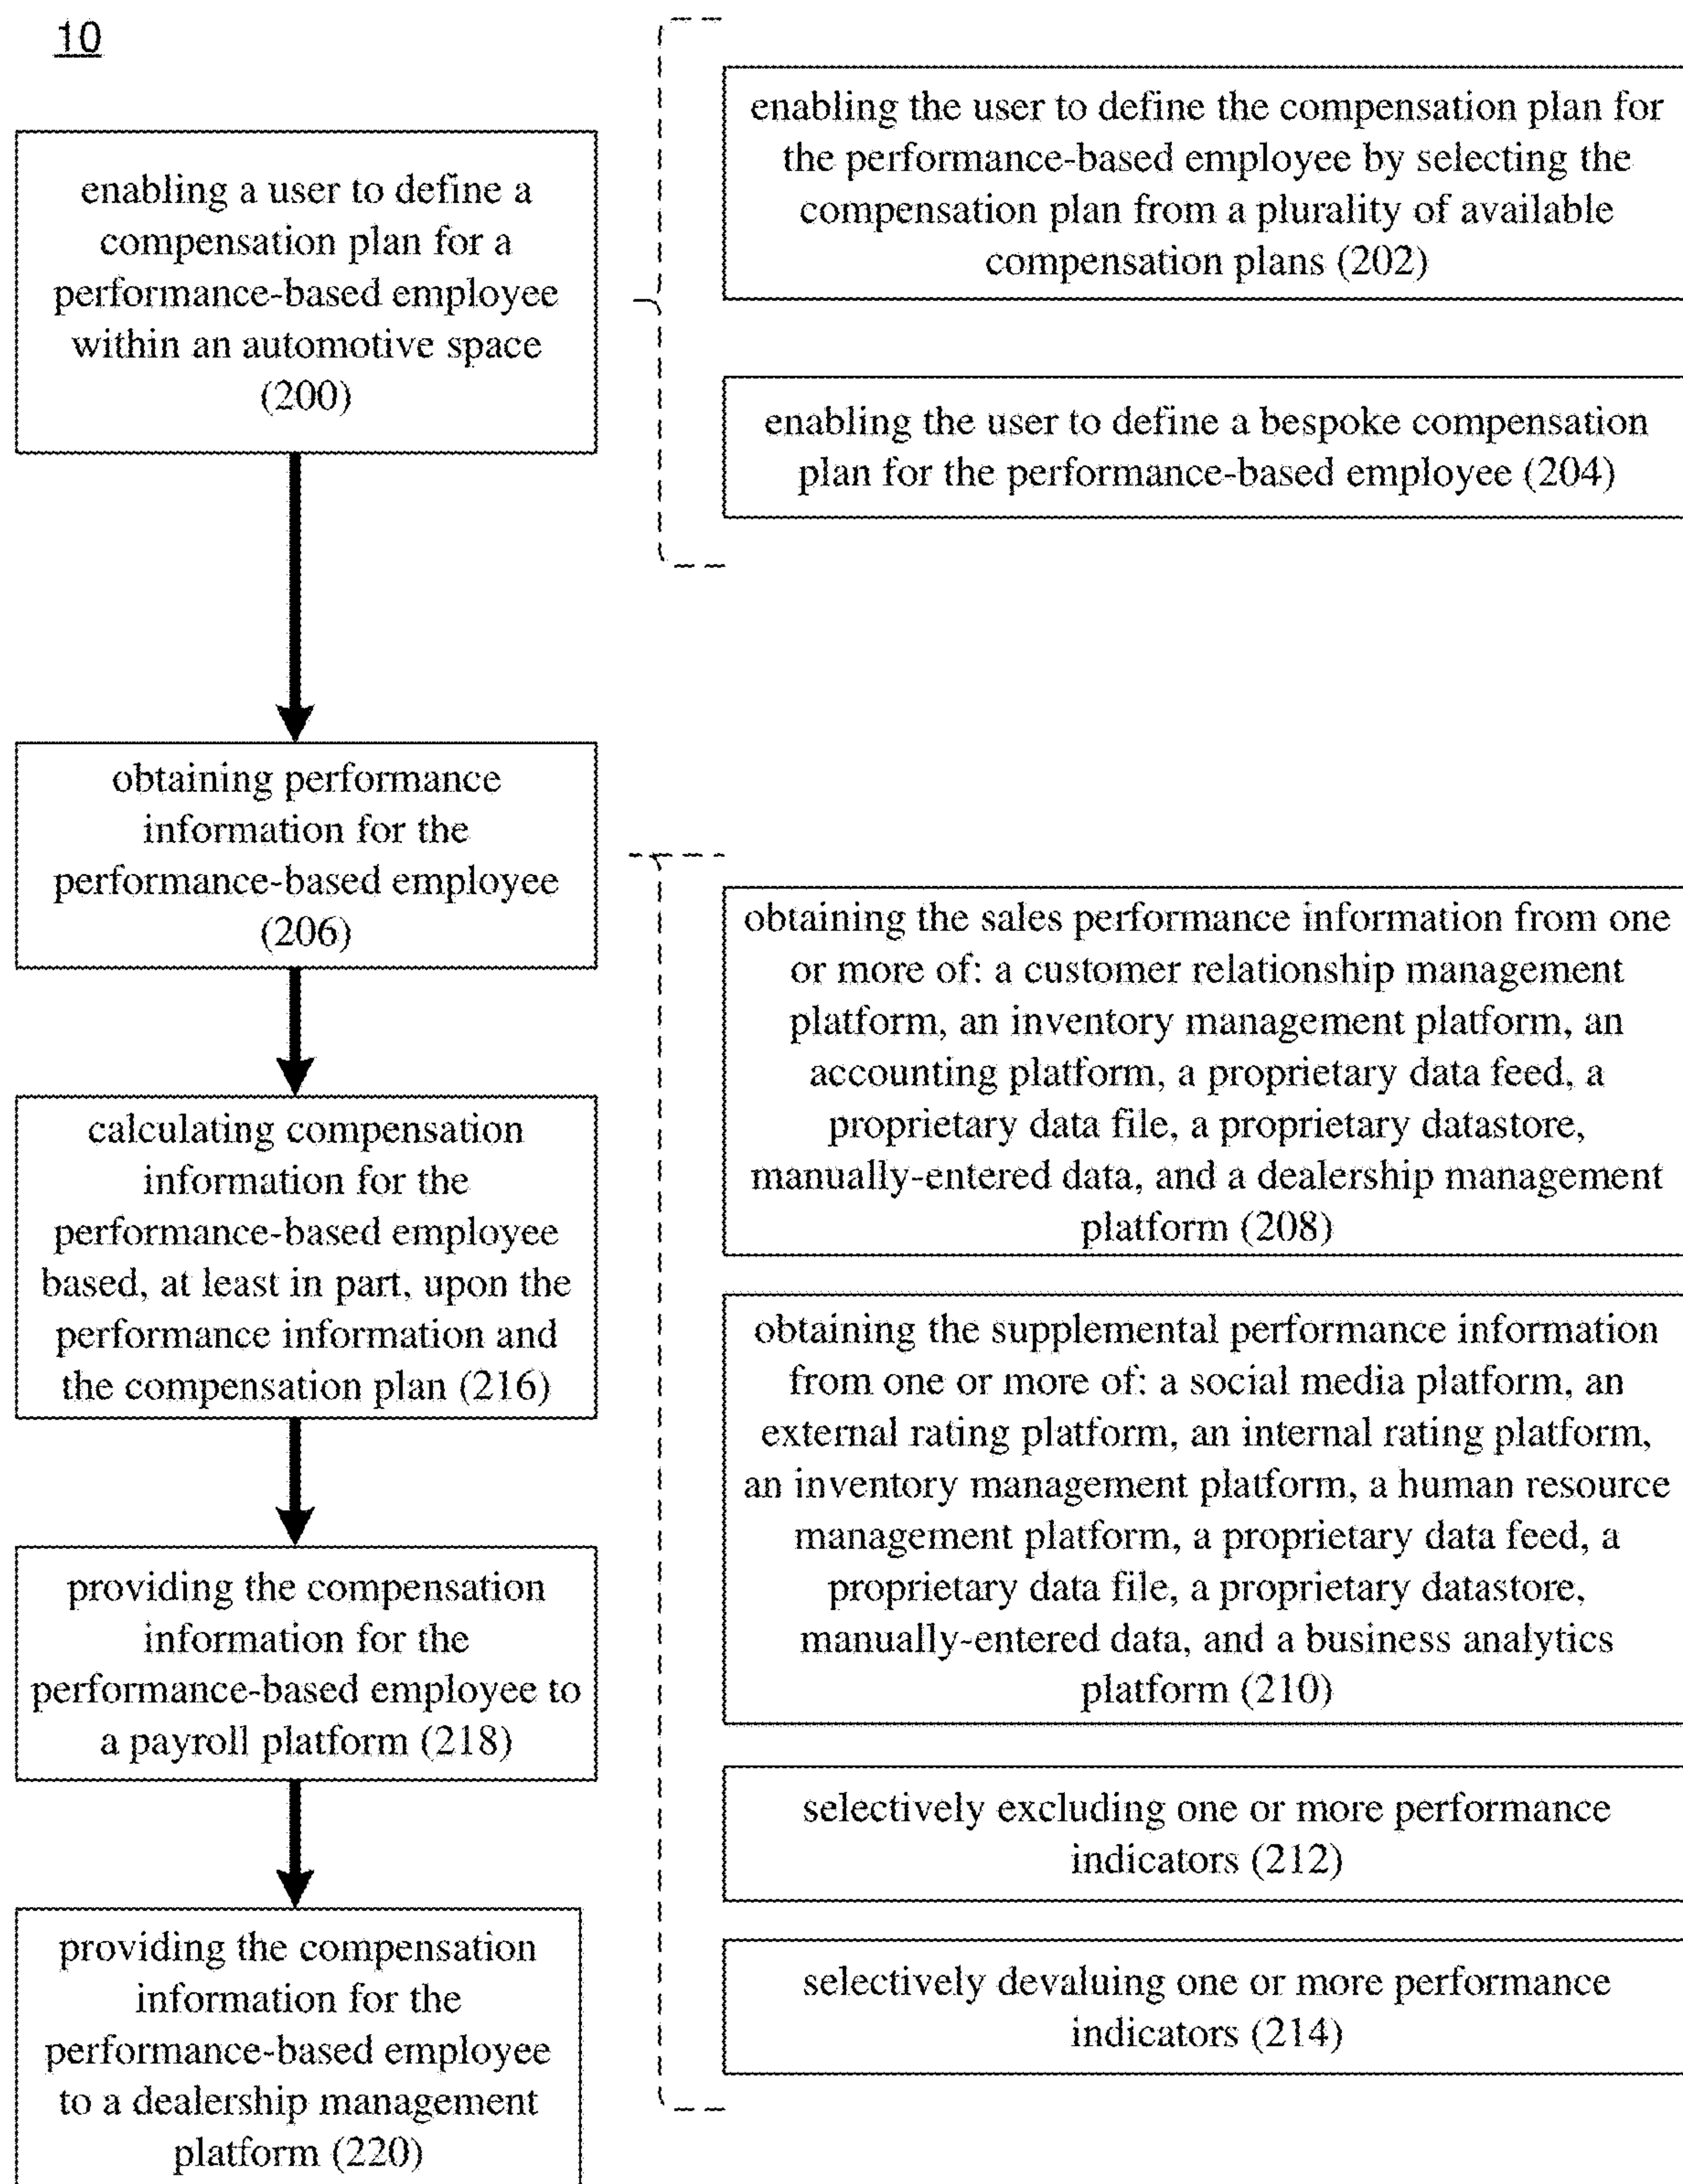 10
enabling a user to define a
compensation plan for a
performance-based employee
within an automotive space
(200)
enabling the user to define the compensation plan for
the performance-based employee by selecting the
compensation plan from a plurality of available
compensation plans (202)
enabling the user to define a bespoke compensation
plan for the performance-based employee (204)
obtaining performance
information for the
performance-based employee
(206)
obtaining the sales performance information from one
or more of: a customer relationship management
platform, an inventory management platform, an
accounting platform, a proprietary data feed, a
proprietary data file, a proprietary datastore,
manually-entered data, and a dealership management
platform (208)
obtaining the supplemental performance information
from one or more of: a social media platform, an
external rating platform, an internal rating platform,
an inventory management platform, a human resource
management platform, a proprietary data feed, a
proprietary data file, a proprietary datastore,
manually-entered data, and a business analytics
platform (210)
selectively excluding one or more performance
indicators (212)
selectively devaluing one or more performance
indicators (214)
calculating compensation
information for the
performance-based employee
based, at least in part, upon the
performance information and
the compensation plan (216)
providing the compensation
information for the
performance-based employee to
a payroll platform (218)
providing the compensation
information for the
performance-based employee
to a dealership management
platform (220)